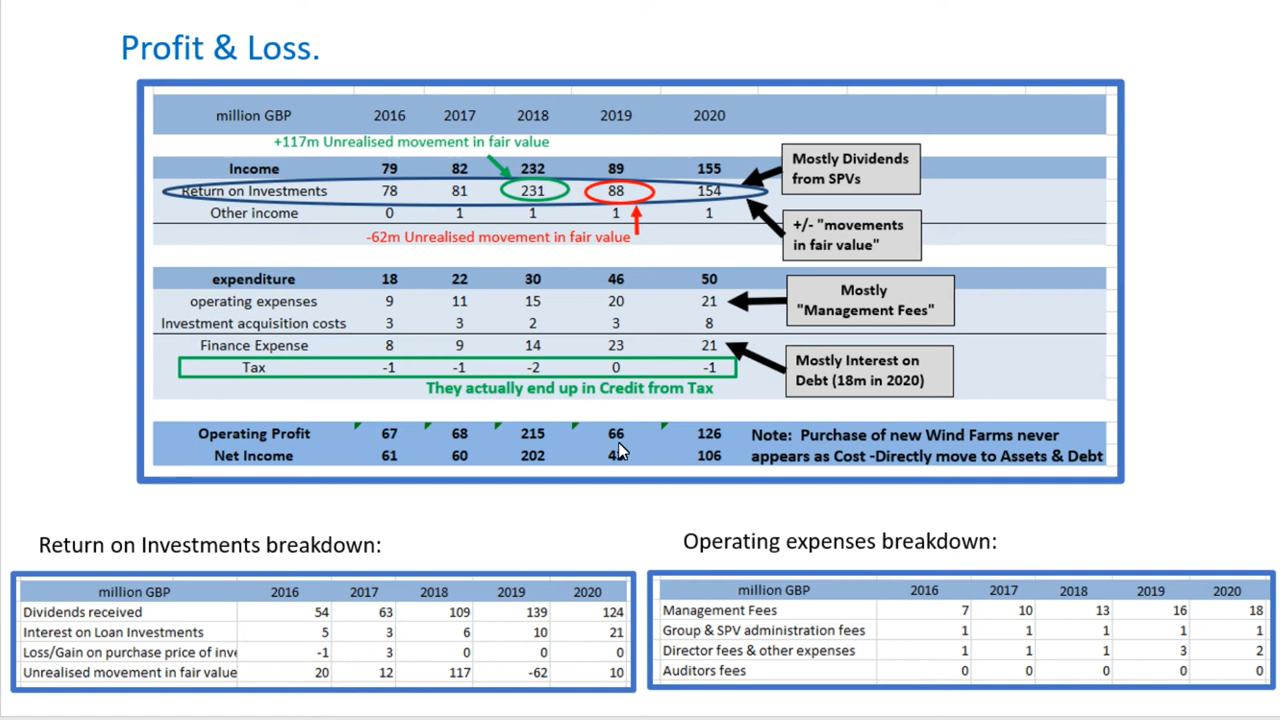 Profit & Loss.
million GBP 2016 2017 2018 2019 2020
+117m Unrealised movement in fair value
Income 79 82 232 89 155
Return on Investments 78 81 231 88 154
Other income 0 1 1 1 1
-62m Unrealised movement in fair value
Mostly Dividends
from SPVs
+/- "movements
in fair value"
expenditure 18 22 30 46 50
operating expenses 9 11 15 20 21
Investment acquisition costs 3 3 2 3 8
Finance Expense 8 9 14 23 21
Tax -1 -1 -2 0 -1
They actually end up in Credit from Tax
Mostly
"Management Fees"
Mostly Interest on
Debt (18m in 2020)
Operating Profit 67 68 215 66 126
Net Income 61 60 202 106
Note: Purchase of new Wind Farms never
appears as Cost -Directly move to Assets & Debt
Return on Investments breakdown:
million GBP 2016 2017 2018 2019 2020
Dividends received 54 63 109 139 124
Interest on Loan Investments 5 3 6 10 21
Loss/Gain on purchase price of inve -1 3 0 0 0
Unrealised movement in fair value 20 12 117 -62 10
Operating expenses breakdown:
million GBP 2016 2017 2018 2019 2020
Management Fees 7 10 13 16 18
Group & SPV administration fees 1 1 1 1 1
Director fees & other expenses 1 1 1 3 2
Auditors fees 0 0 0 0 0